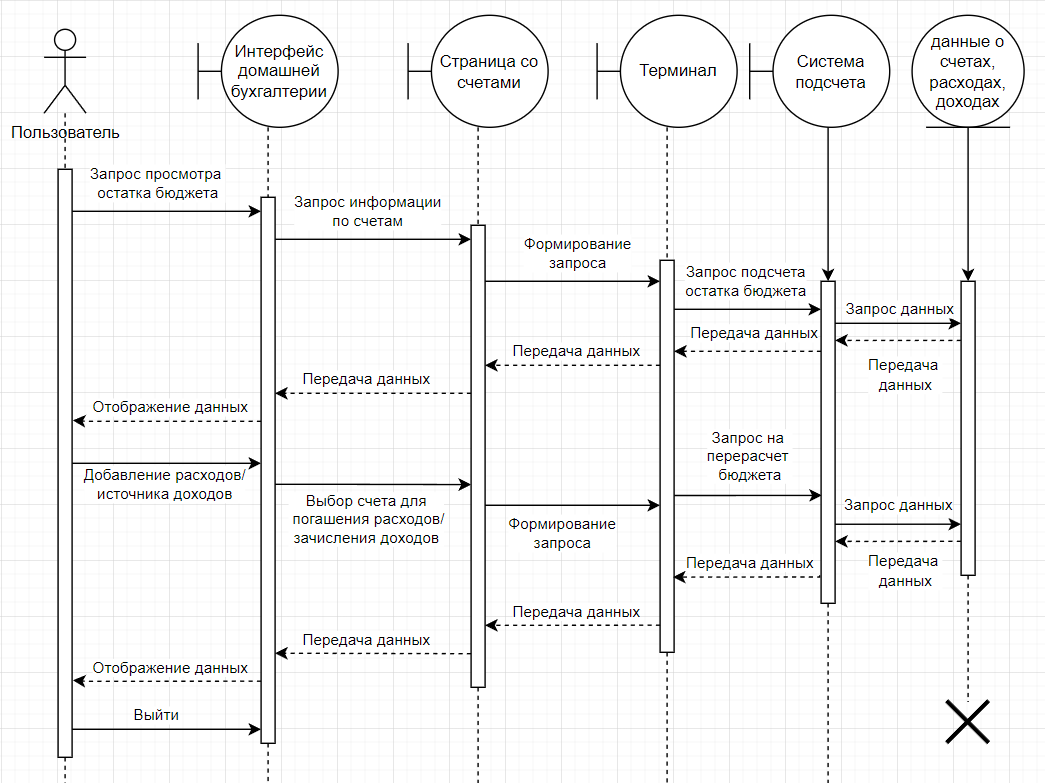 Пользователь
Интерфейс
домашней
бухгалтерии
Страница со
счетами
Терминал
Система
подсчета
данные о
счетах,
расходах,
доходах
Запрос просмотра
остатка бюджета
Запрос информации
по счетам
Формирование
запроса
Запрос подсчета
остатка бюджета
Запрос данных
Передача
данных
Передача данных
Передача данных
Передача данных
Отображение данных
Добавление расходов/
источника доходов
Выбор счета для
погашения расходов/
зачисления доходов
Формирование
запроса
Запрос на
перерасчет
бюджета
Запрос данных
Передача
данных
Передача данных
Передача данных
Передача данных
Отображение данных
Выйти